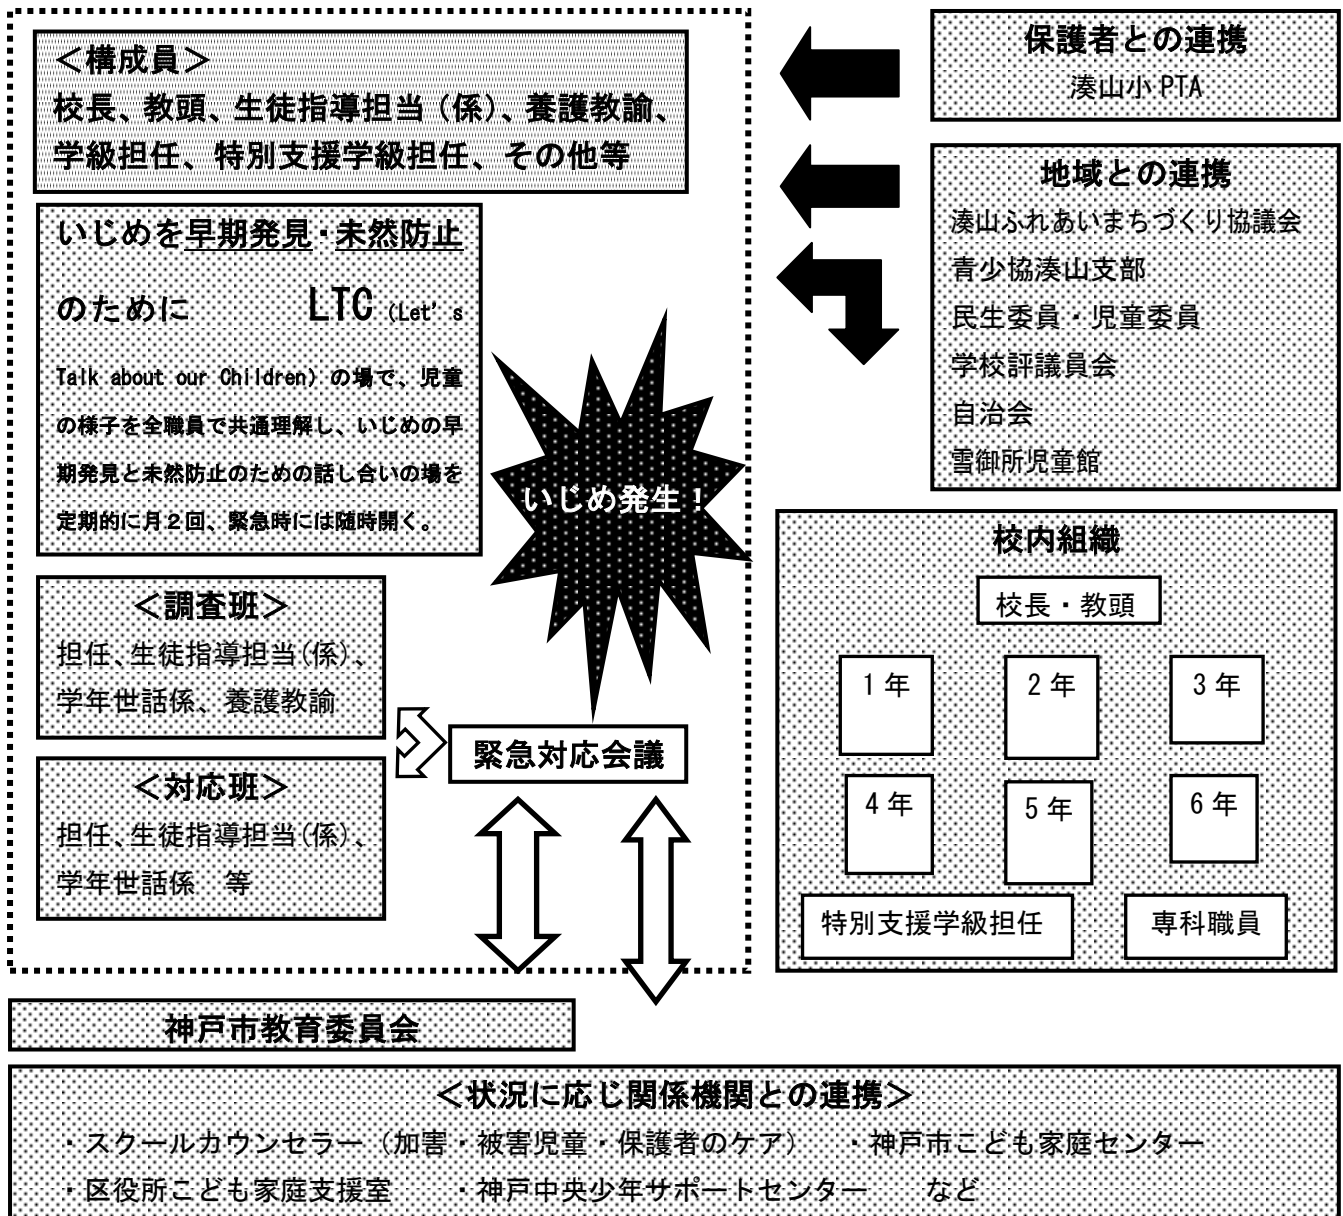 ＜構成員＞
校長、教頭、生徒指導担当（係）、養護教諭、
学級担任、特別支援学級担任、その他等
いじめを早期発見・未然防止
のために　LTC（Let's
Talk about our Children）の場で、児童
の様子を全職員で共通理解し、いじめの早
期発見と未然防止のための話し合いの場を
定期的に月２回、緊急時には随時開く。
いじめ発生！
＜調査班＞
担任、生徒指導担当(係)、
学年世話係、養護教諭
＜対応班＞
担任、生徒指導担当(係)、
学年世話係　等
緊急対応会議
保護者との連携
湊山小 PTA
地域との連携
湊山ふれあいまちづくり協議会
青少協湊山支部
民生委員・児童委員
学校評議員会
自治会
雪御所児童館
校内組織
校長・教頭
1 年
2 年
3 年
4 年
5 年
6 年
特別支援学級担任
専科職員
神戸市教育委員会
＜状況に応じ関係機関との連携＞
・スクールカウンセラー（加害・被害児童・保護者のケア）　・神戸市こども家庭センター
・区役所こども家庭支援室　・神戸中央少年サポートセンター　など